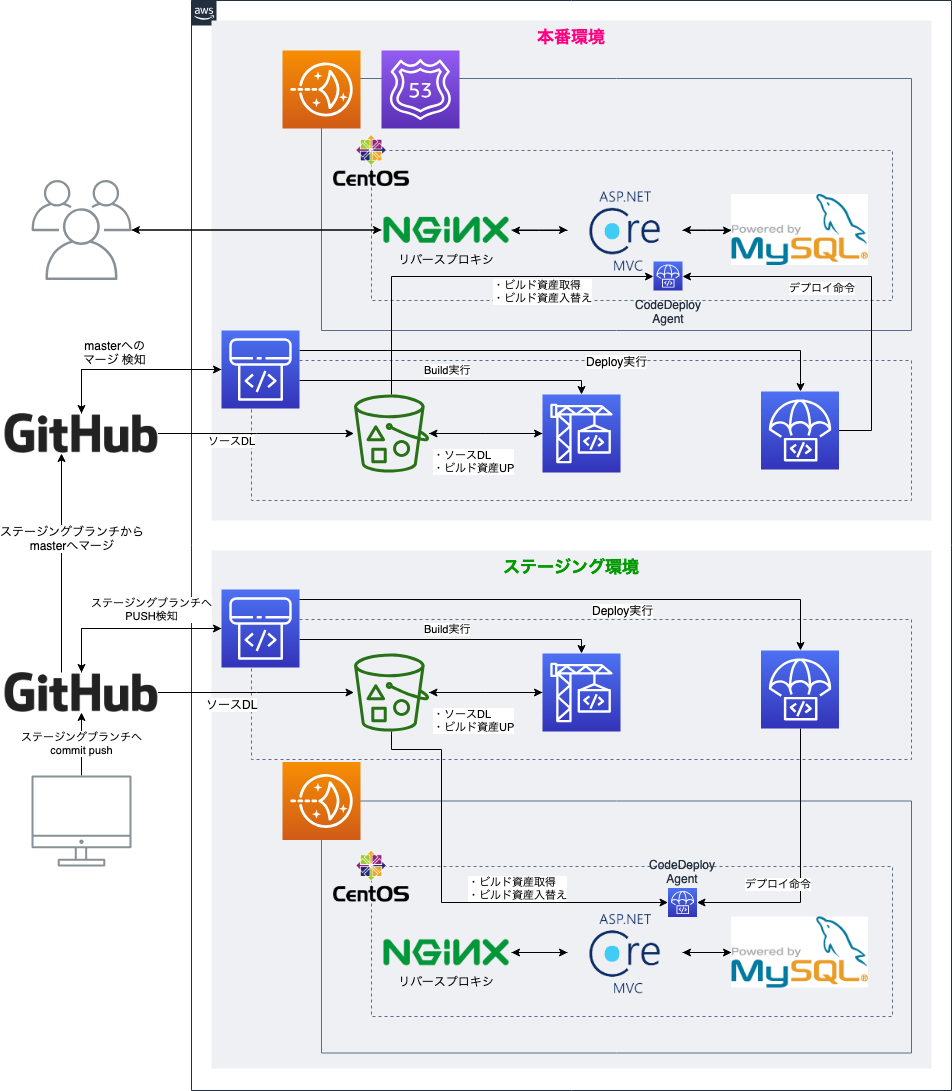 aws
本番環境
53
CentOS
NGiNX
リバースプロキシ
ASP.NET
Core
MVC
Powered by
MySQL®
・ビルド資産取得
・ビルド資産入替え
CodeDeploy
Agent
デプロイ命令
masterへの
マージ 検知
</>
Build実行
Deploy実行
GitHub
ソースDL
・ソースDL
・ビルド資産UP
</>
</>
ステージングブランチから
masterへマージ
ステージング環境
ステージングブランチへ
PUSH検知
</>
Build実行
Deploy実行
GitHub
ソースDL
・ソースDL
・ビルド資産UP
</>
</>
ステージングブランチへ
commit push
CentOS
・ビルド資産取得
・ビルド資産入替え
CodeDeploy
Agent
デプロイ命令
NGiNX
リバースプロキシ
ASP.NET
Core
MVC
Powered by
MySQL®